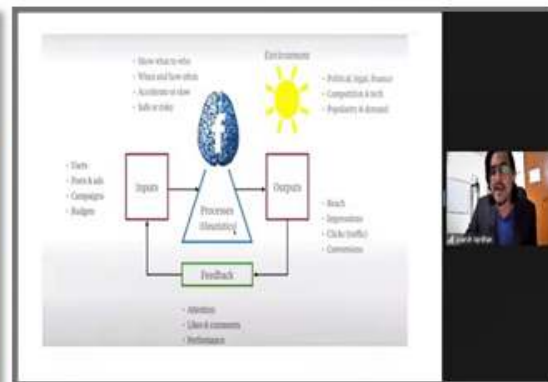 Environment
- Show what to who
- When and how often
- Accelerate or slow
- Safe or risky
f
- Political, legal, finance
- Competition & tech
- Popularity & demand
- Users
- Posts & ads
- Campaigns
- Budgets
Inputs
Processes
(Heuristics)
Outputs
- Reach
- Impressions
- Clicks (traffic)
- Conversions
Feedback
- Attention
- Likes & comments
- Performance